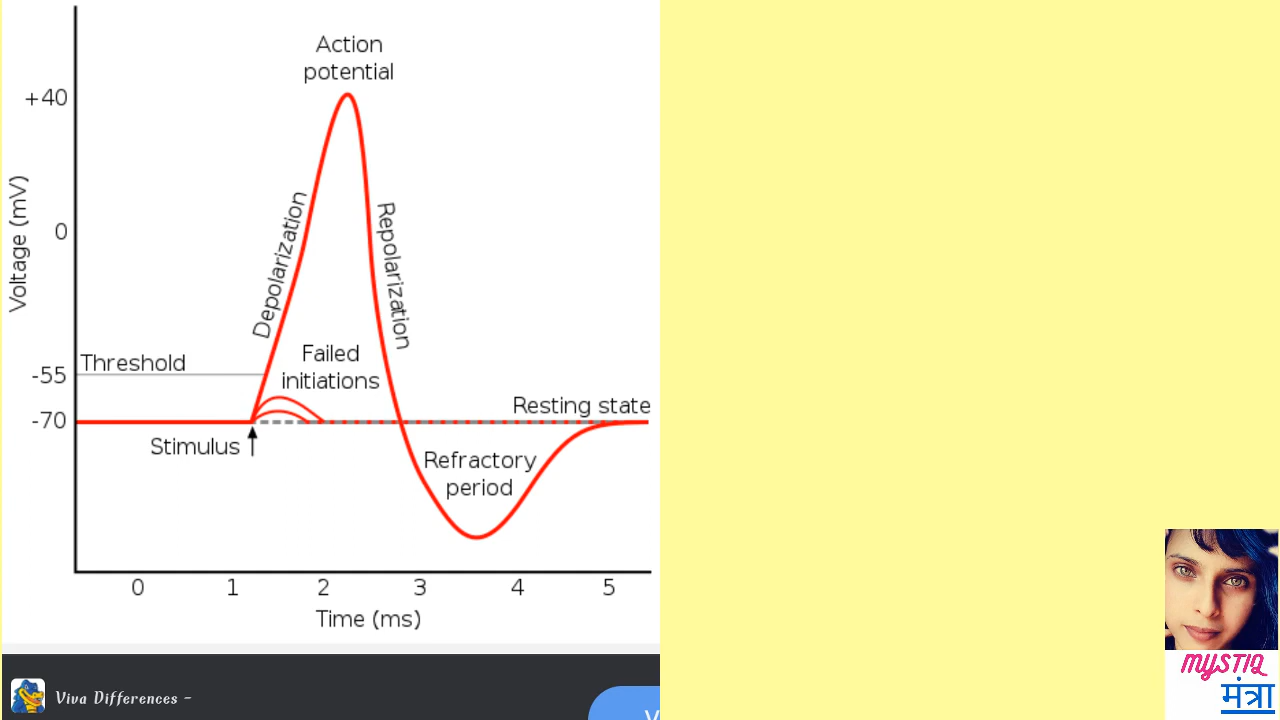 Action
potential
+40
Voltage (mV)
0
Depolarization
Repolarization
Threshold
-55
Failed
initiations
-70
Resting state
Stimulus
Refractory
period
0 1 2 3 4 5
Time (ms)
Viva Differences -
V
MYSTIQ
मंत्रा